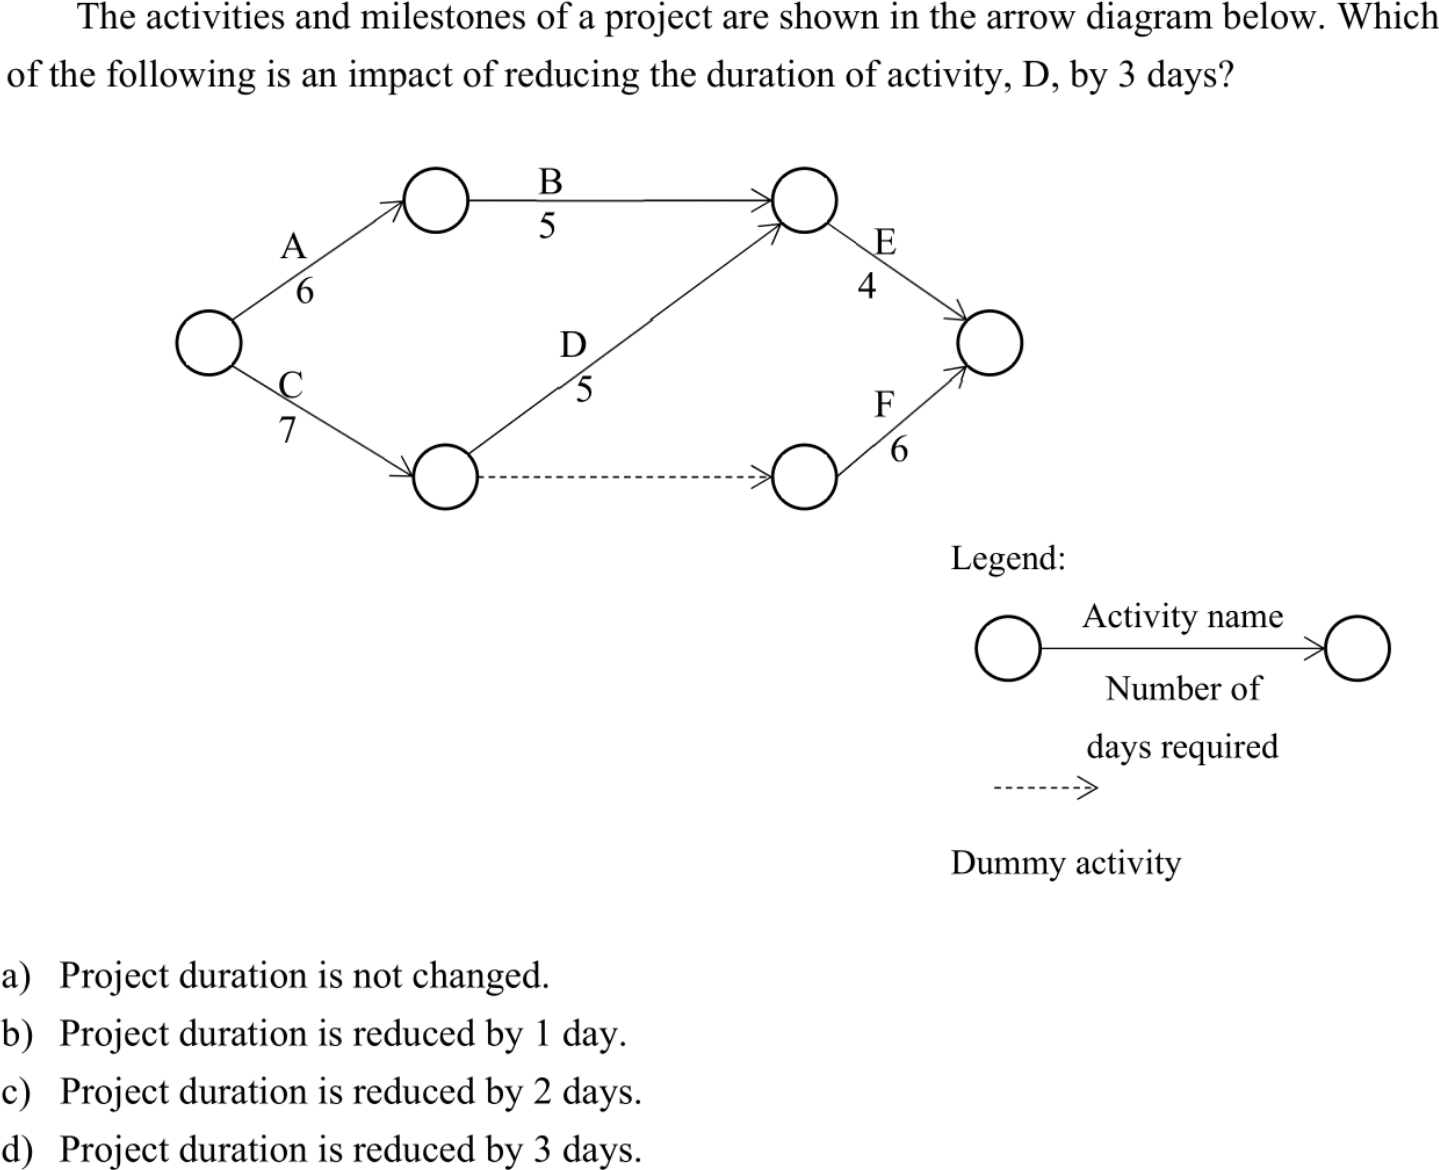 The activities and milestones of a project are shown in the arrow diagram below. Which
of the following is an impact of reducing the duration of activity, D, by 3 days?
B
5
A
6
E
4
D
5
C
7
F
6
Legend:
Activity name
Number of
days required
Dummy activity
a) Project duration is not changed.
b) Project duration is reduced by 1 day.
c) Project duration is reduced by 2 days.
d) Project duration is reduced by 3 days.